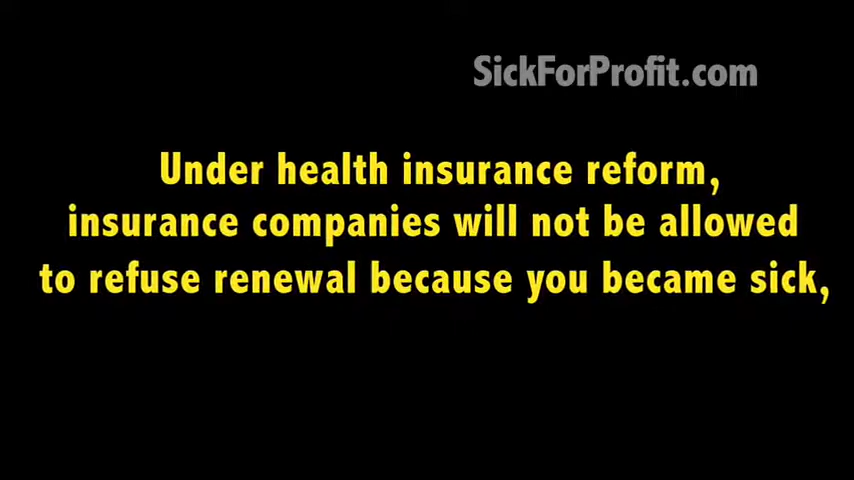 SickForProfit.com
Under health insurance reform,
insurance companies will not be allowed
to refuse renewal because you became sick,